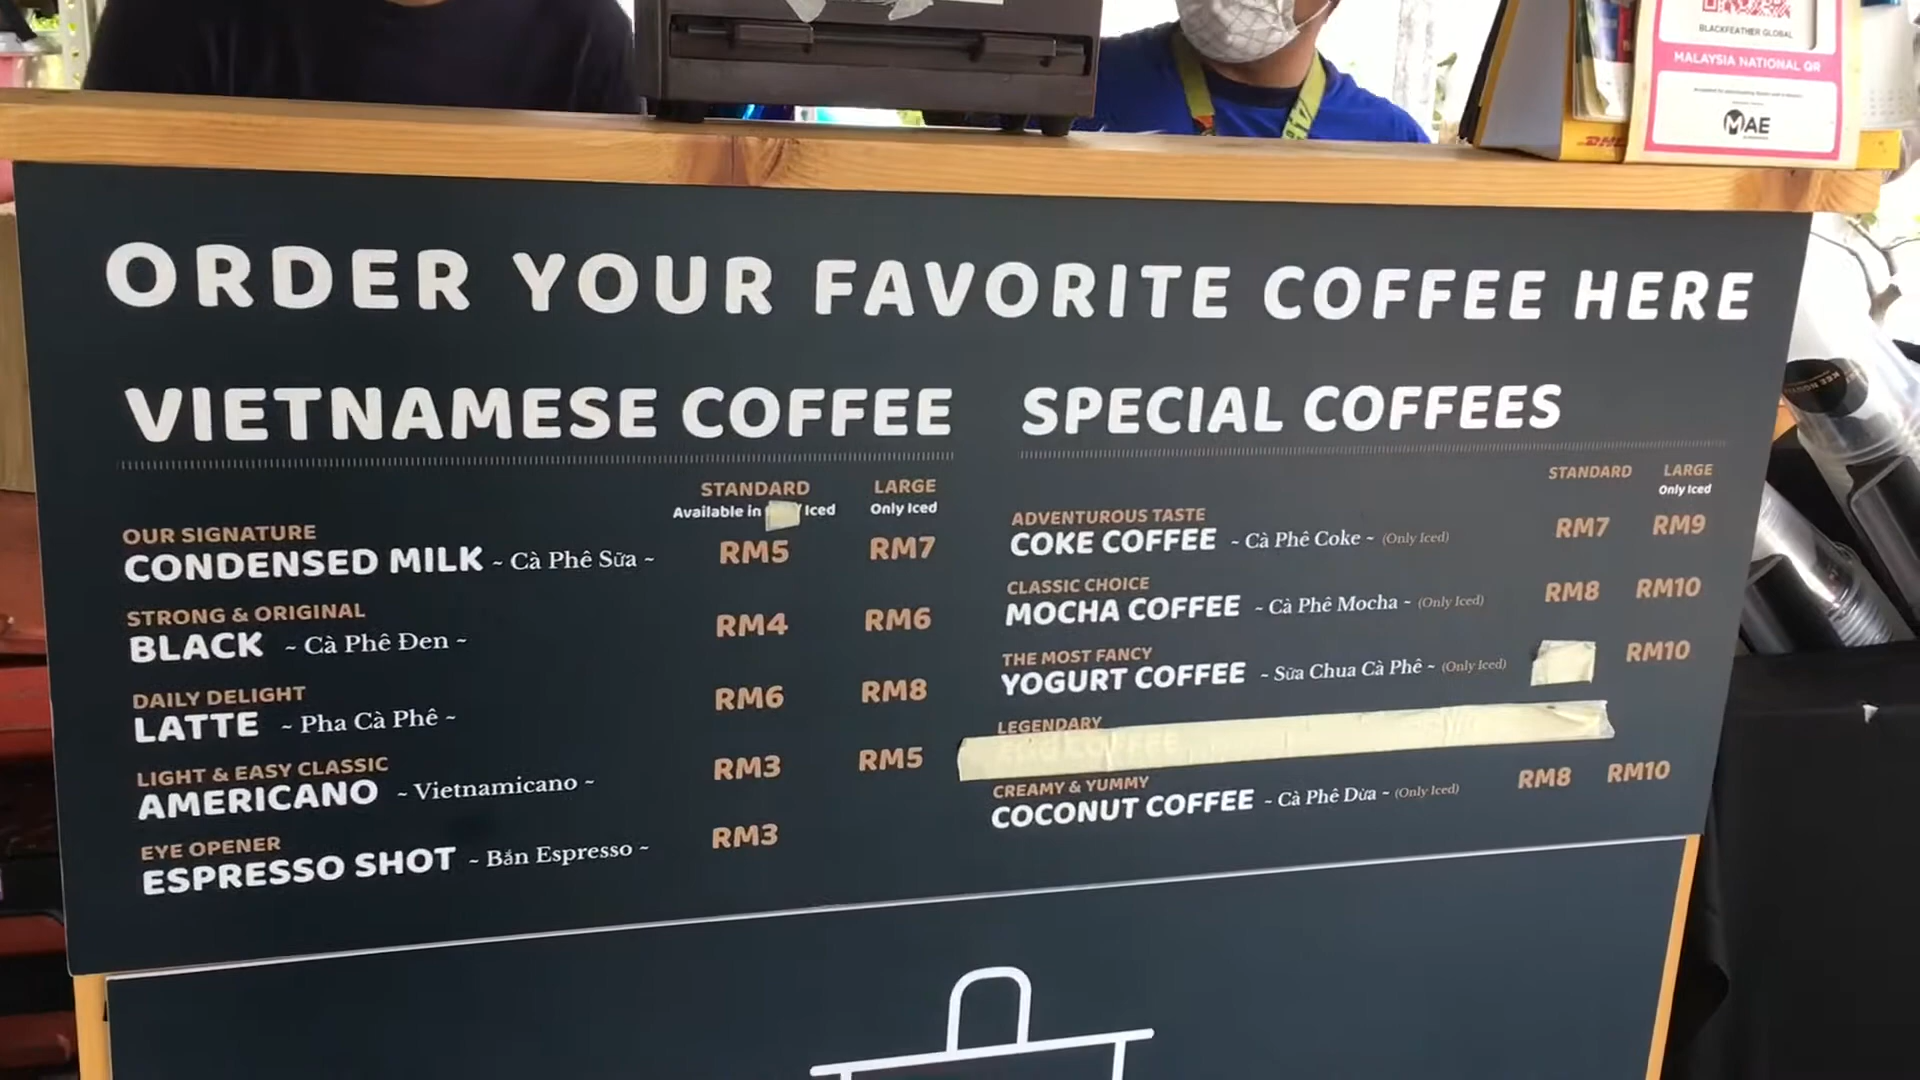 BLACKFEATHER GLOBAL
MALAYSIA NATIONAL QR
MAE
DHL
ORDER YOUR FAVORITE COFFEE HERE
VIETNAMESE COFFEE
STANDARD LARGE
Available in Iced Only Iced
OUR SIGNATURE
CONDENSED MILK ~ Cà Phê Sữa ~ RM5 RM7
STRONG & ORIGINAL
BLACK ~ Cà Phê Đen ~ RM4 RM6
DAILY DELIGHT
LATTE ~ Pha Cà Phê ~ RM6 RM8
LIGHT & EASY CLASSIC
AMERICANO ~ Vietnamicano ~ RM3 RM5
EYE OPENER
ESPRESSO SHOT ~ Bắn Espresso ~ RM3
SPECIAL COFFEES
STANDARD LARGE
Only Iced
ADVENTUROUS TASTE
COKE COFFEE ~ Cà Phê Coke ~ (Only Iced) RM7 RM9
CLASSIC CHOICE
MOCHA COFFEE ~ Cà Phê Mocha ~ (Only Iced) RM8 RM10
THE MOST FANCY
YOGURT COFFEE ~ Sữa Chua Cà Phê ~ (Only Iced) RM10
LEGENDARY
EGG COFFEE
CREAMY & YUMMY
COCONUT COFFEE ~ Cà Phê Dừa ~ (Only Iced) RM8 RM10